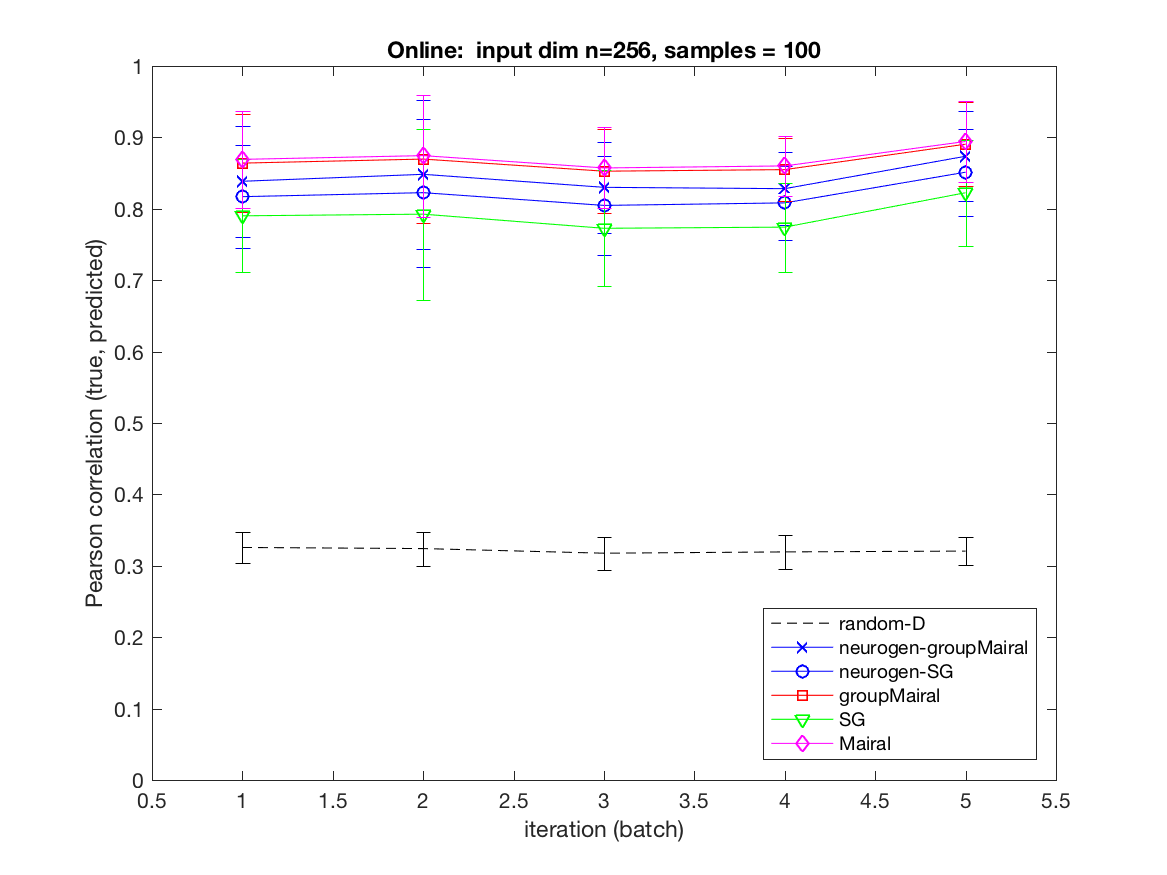 Online:  input dim n=256, samples = 100
1
0.9
0.8
0.7
0.6
0.5
0.4
0.3
0.2
0.1
0
Pearson correlation (true, predicted)
random-D
neurogen-groupMairal
neurogen-SG
groupMairal
SG
Mairal
0.5 1 1.5 2 2.5 3 3.5 4 4.5 5 5.5
iteration (batch)